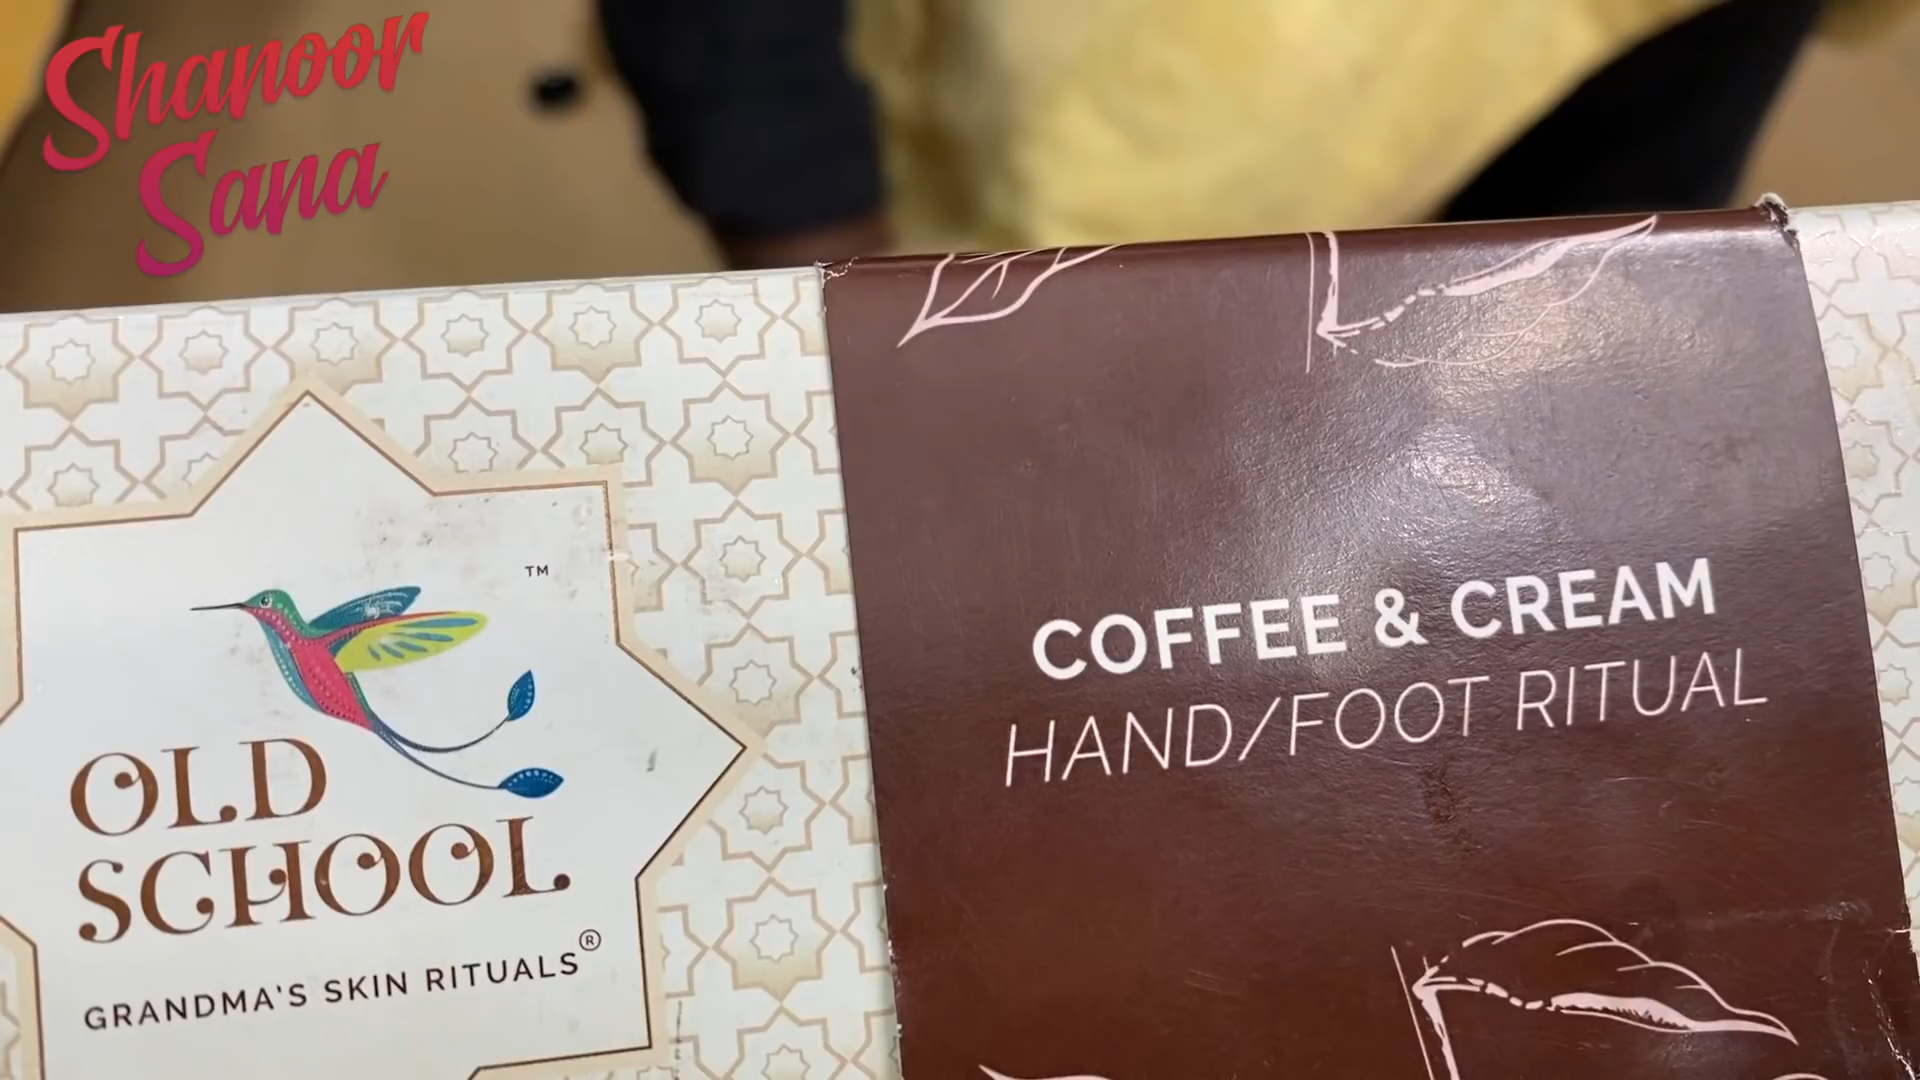 Shanoor
Sana
TM
OLD
SCHOOL
GRANDMA'S SKIN RITUALS®
COFFEE & CREAM
HAND/FOOT RITUAL